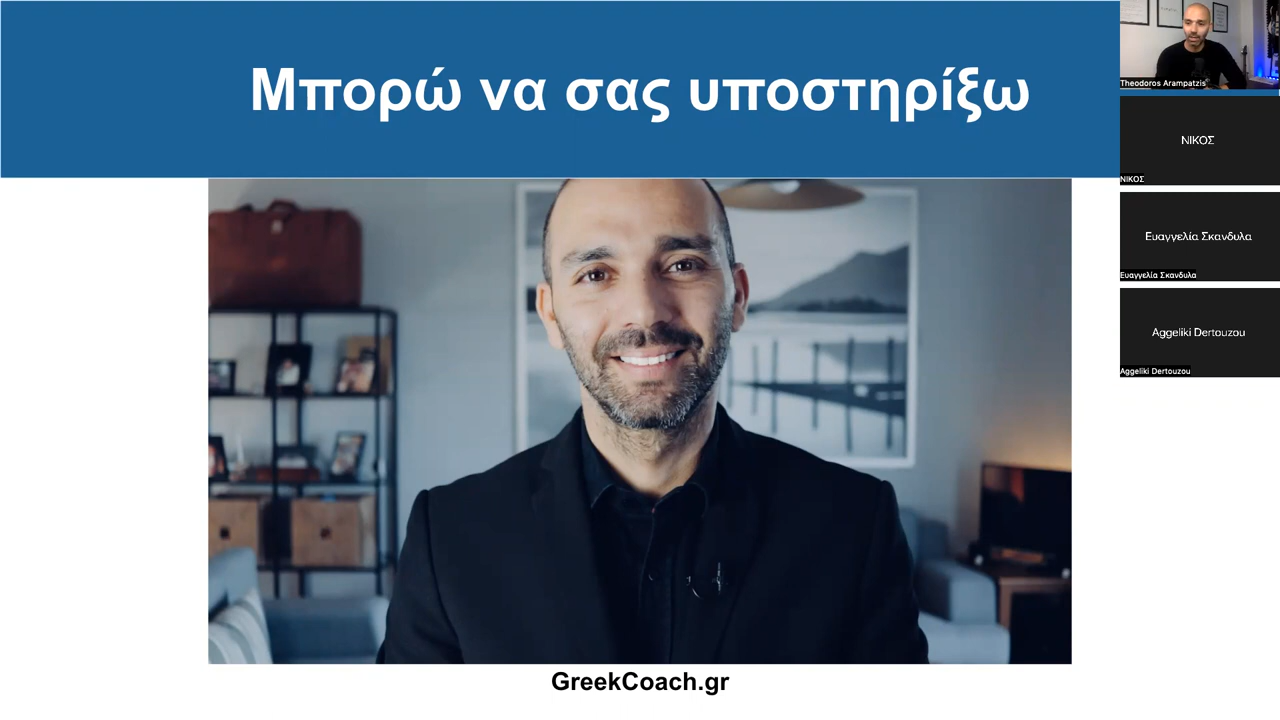 Μπορώ να σας υποστηρίξω
GreekCoach.gr
Theodoros Arampatzis
ΝΙΚΟΣ
ΝΙΚΟΣ
Ευαγγελία Σκανδυλα
Ευαγγελία Σκανδυλα
Aggeliki Dertouzou
Aggeliki Dertouzou